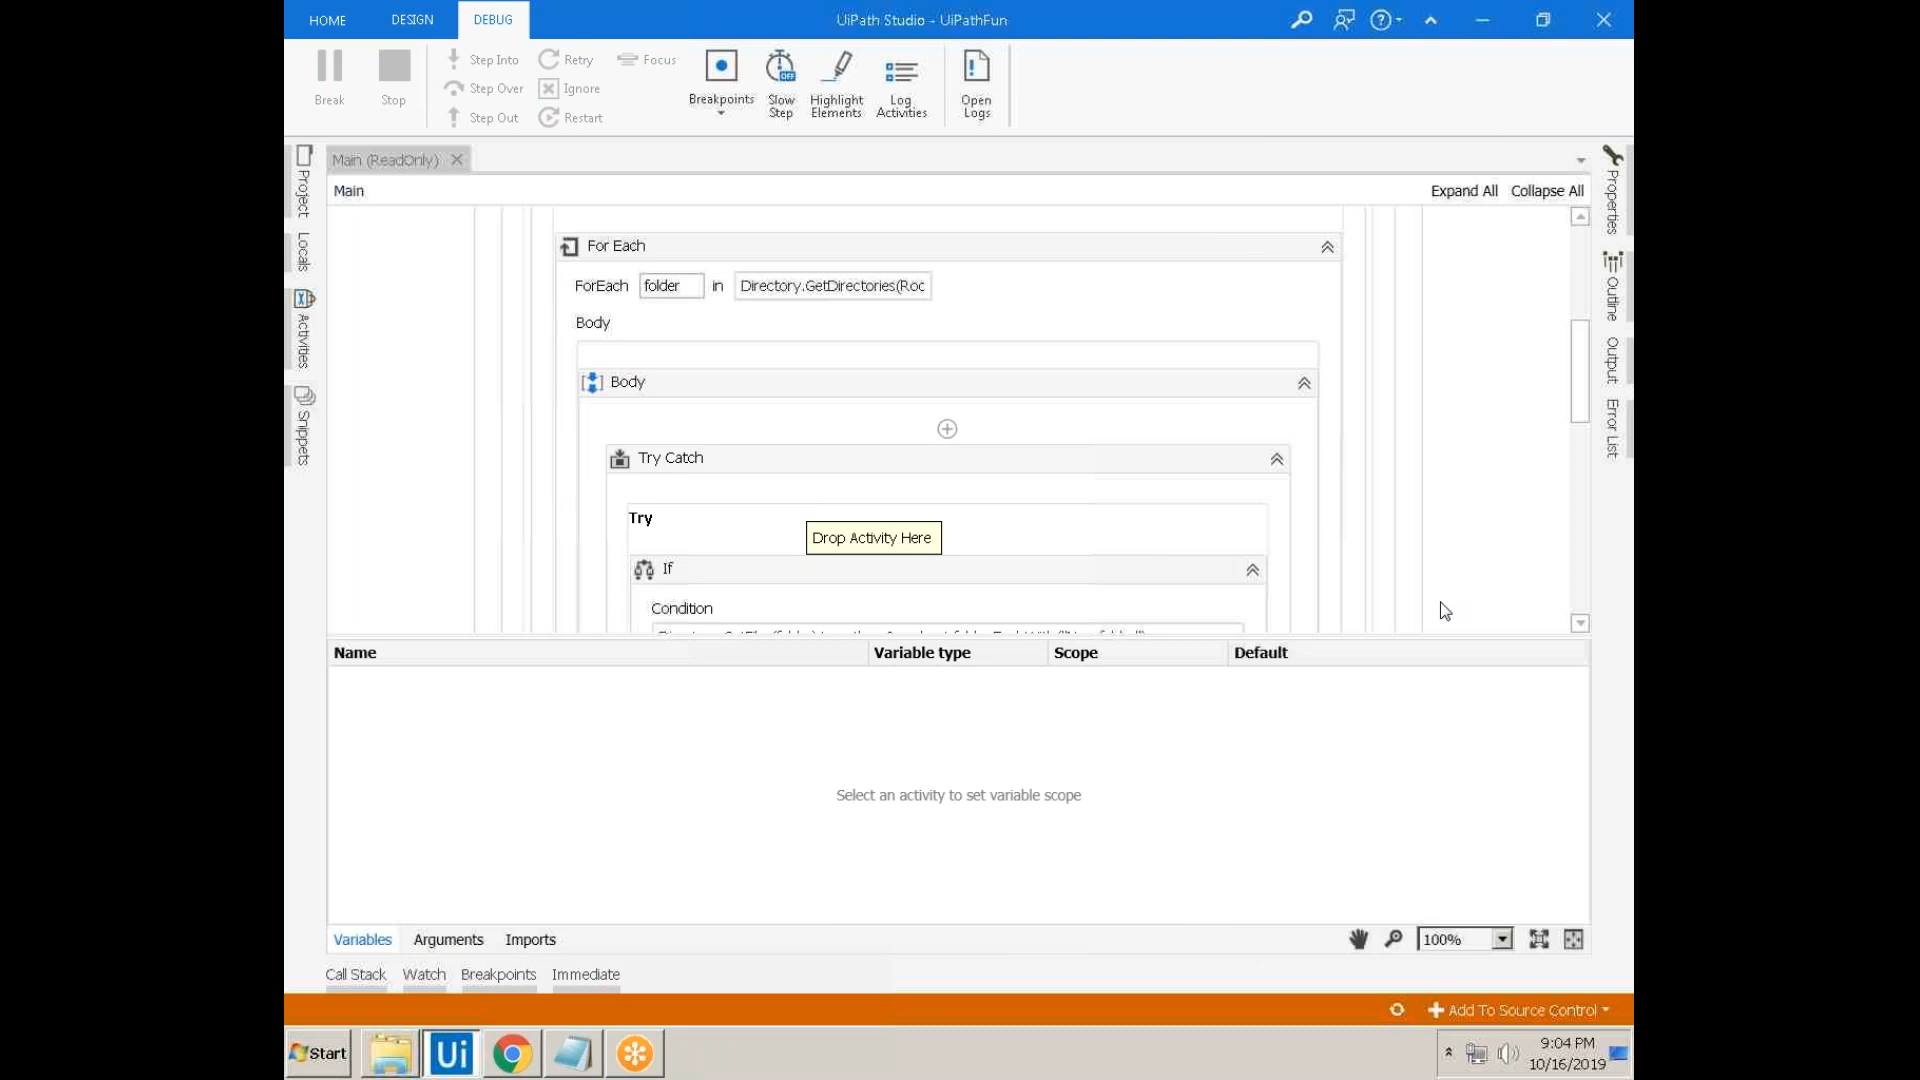 HOME DESIGN DEBUG UiPath Studio - UiPathFun
Break
Stop
Step Into
Step Over
Step Out
Retry
Ignore
Restart
Focus
Breakpoints
Slow Step
Highlight Elements
Log Activities
Open Logs
Main (ReadOnly)
Main
Expand All Collapse All
Project
Locals
Activities
Snippets
Properties
Outline
Output
Error List
For Each
ForEach folder in Directory.GetDirectories(Roo
Body
Body
Try Catch
Try
Drop Activity Here
If
Condition
Name Variable type Scope Default
Select an activity to set variable scope
Variables Arguments Imports
100%
Call Stack Watch Breakpoints Immediate
Add To Source Control
Start
Ui
OFF
9:04 PM
10/16/2019